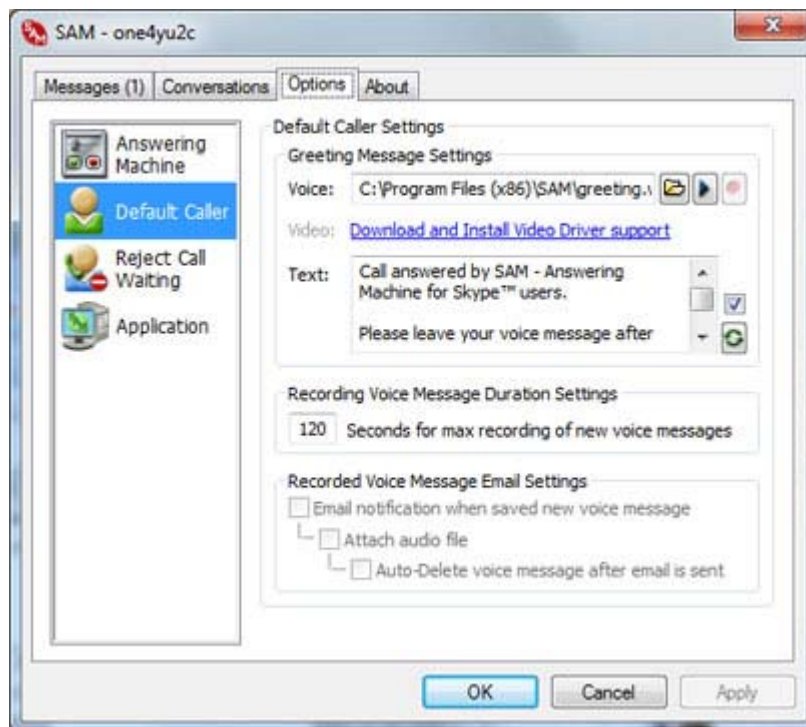 SAM - one4yu2c
Messages (1) Conversations Options About
Answering
Machine
Default Caller
Reject Call
Waiting
Application
Default Caller Settings
Greeting Message Settings
Voice: C:\Program Files (x86)\SAM\greeting.
Video: Download and Install Video Driver support
Text: Call answered by SAM - Answering
Machine for Skype™ users.
Please leave your voice message after
Recording Voice Message Duration Settings
120 Seconds for max recording of new voice messages
Recorded Voice Message Email Settings
Email notification when saved new voice message
Attach audio file
Auto-Delete voice message after email is sent
OK Cancel Apply